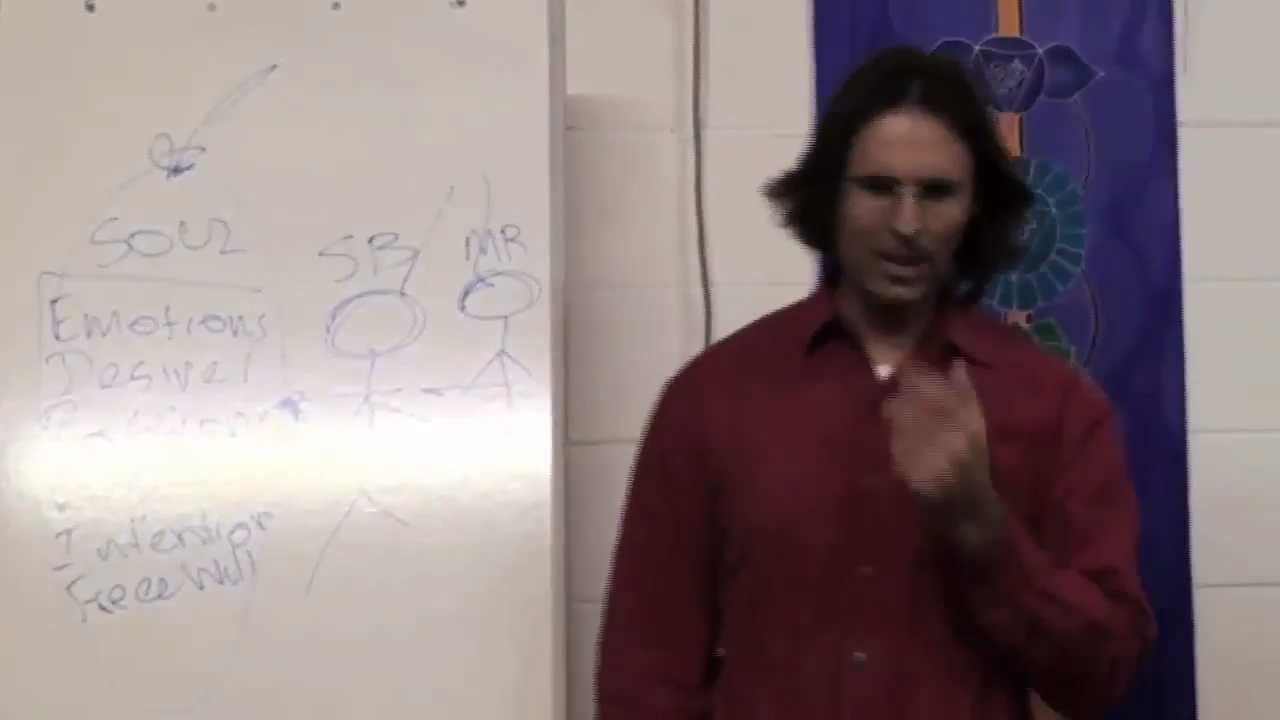 SOUL
SB
MR
Emotions
Desire
Intention
Free Will